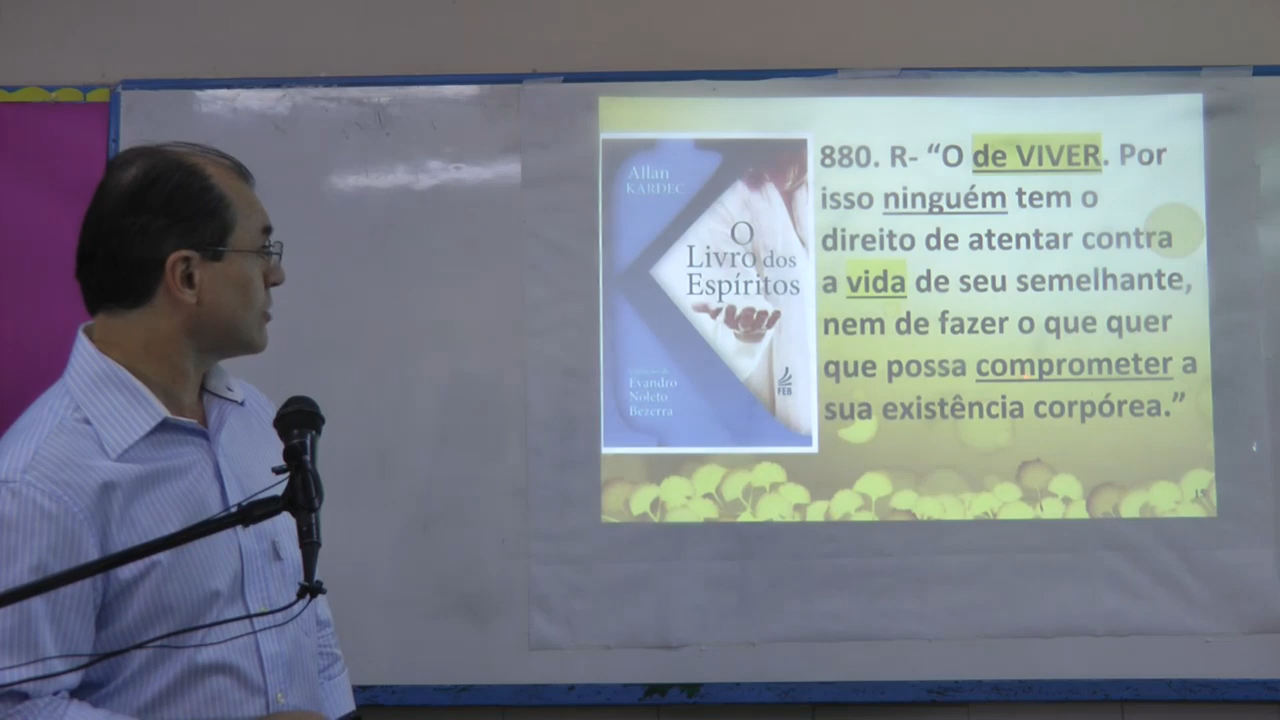 Allan
KARDEC
O
Livro dos
Espíritos
Evandro
Noleto
Bezerra
FEB
880. R- “O de VIVER. Por
isso ninguém tem o
direito de atentar contra
a vida de seu semelhante,
nem de fazer o que quer
que possa comprometer a
sua existência corpórea.”
15